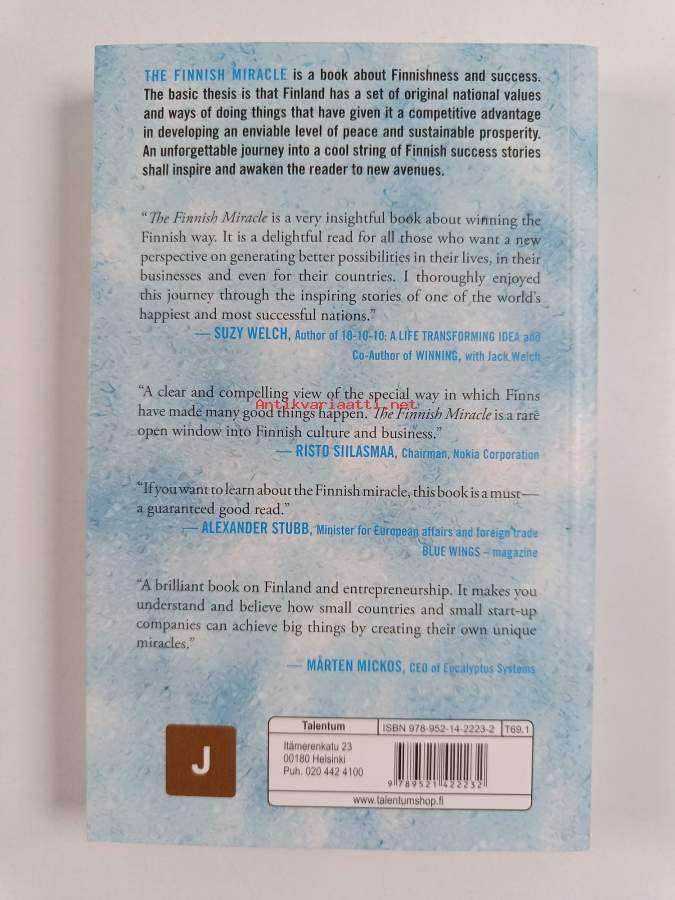 THE FINNISH MIRACLE is a book about Finnishness and success.
The basic thesis is that Finland has a set of original national values
and ways of doing things that have given it a competitive advantage
in developing an enviable level of peace and sustainable prosperity.
An unforgettable journey into a cool string of Finnish success stories
shall inspire and awaken the reader to new avenues.
“The Finnish Miracle is a very insightful book about winning the
Finnish way. It is a delightful read for all those who want a new
perspective on generating better possibilities in their lives, in their
businesses and even for their countries. I thoroughly enjoyed
this journey through the inspiring stories of one of the world’s
happiest and most successful nations.”
— SUZY WELCH, Author of 10-10-10: A LIFE TRANSFORMING IDEA and
Co-Author of WINNING, with Jack Welch
“A clear and compelling view of the special way in which Finns
Antikvariaatti.net
have made many good things happen. The Finnish Miracle is a rare
open window into Finnish culture and business.”
— RISTO SIILASMAA, Chairman, Nokia Corporation
“If you want to learn about the Finnish miracle, this book is a must—
a guaranteed good read.”
— ALEXANDER STUBB, Minister for European affairs and foreign trade
BLUE WINGS – magazine
“A brilliant book on Finland and entrepreneurship. It makes you
understand and believe how small countries and small start-up
companies can achieve big things by creating their own unique
miracles.”
— MÅRTEN MICKOS, CEO of Eucalyptus Systems
J
Talentum ISBN 978-952-14-2223-2 T69.1
Itämerenkatu 23
00180 Helsinki
Puh. 020 442 4100
9 789521 422232
www.talentumshop.fi